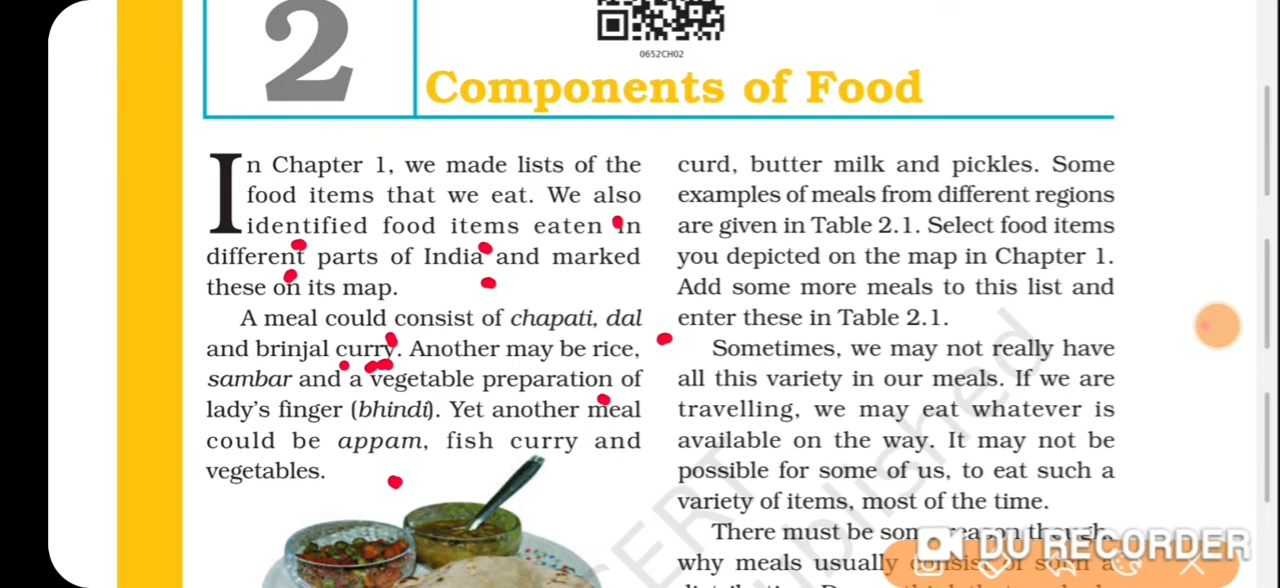 2
0652CH02
Components of Food
In Chapter 1, we made lists of the
food items that we eat. We also
identified food items eaten in
different parts of India and marked
these on its map.
A meal could consist of chapati, dal
and brinjal curry. Another may be rice,
sambar and a vegetable preparation of
lady's finger (bhindi). Yet another meal
could be appam, fish curry and
vegetables.
curd, butter milk and pickles. Some
examples of meals from different regions
are given in Table 2.1. Select food items
you depicted on the map in Chapter 1.
Add some more meals to this list and
enter these in Table 2.1.
Sometimes, we may not really have
all this variety in our meals. If we are
travelling, we may eat whatever is
available on the way. It may not be
possible for some of us, to eat such a
variety of items, most of the time.
There must be some reason though,
why meals usually consist of such a
DU RECORDER